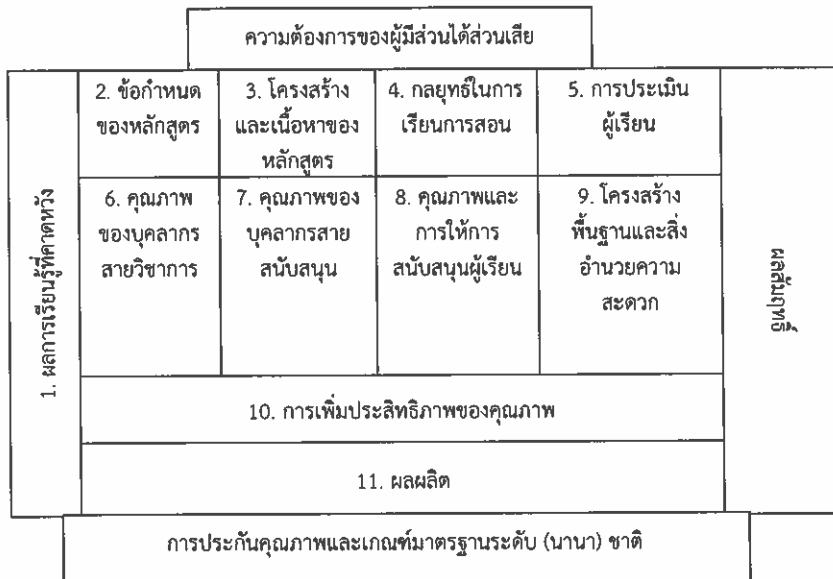 ความต้องการของผู้มีส่วนได้ส่วนเสีย
1. ผลการเรียนรู้ที่คาดหวัง
2. ข้อกำหนด
ของหลักสูตร
3. โครงสร้าง
และเนื้อหาของ
หลักสูตร
4. กลยุทธ์ในการ
เรียนการสอน
5. การประเมิน
ผู้เรียน
6. คุณภาพ
ของบุคลากร
สายวิชาการ
7. คุณภาพของ
บุคลากรสาย
สนับสนุน
8. คุณภาพและ
การให้การ
สนับสนุนผู้เรียน
9. โครงสร้าง
พื้นฐานและสิ่ง
อำนวยความ
สะดวก
ผลสัมฤทธิ์
10. การเพิ่มประสิทธิภาพของคุณภาพ
11. ผลผลิต
การประกันคุณภาพและเกณฑ์มาตรฐานระดับ (นานา) ชาติ